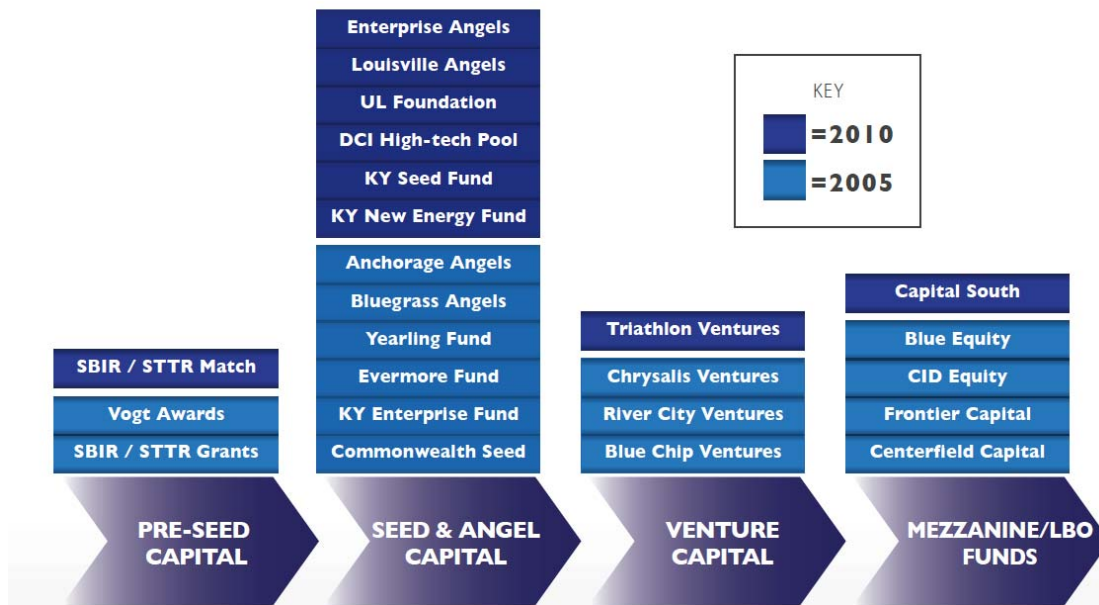 Enterprise Angels
Louisville Angels
UL Foundation
DCI High-tech Pool
KY Seed Fund
KY New Energy Fund
Anchorage Angels
Bluegrass Angels
Yearling Fund
Evermore Fund
KY Enterprise Fund
Commonwealth Seed
KEY
=2010
=2005
SBIR / STTR Match
Vogt Awards
SBIR / STTR Grants
Triathlon Ventures
Chrysalis Ventures
River City Ventures
Blue Chip Ventures
Capital South
Blue Equity
CID Equity
Frontier Capital
Centerfield Capital
PRE-SEED
CAPITAL
SEED & ANGEL
CAPITAL
VENTURE
CAPITAL
MEZZANINE/LBO
FUNDS